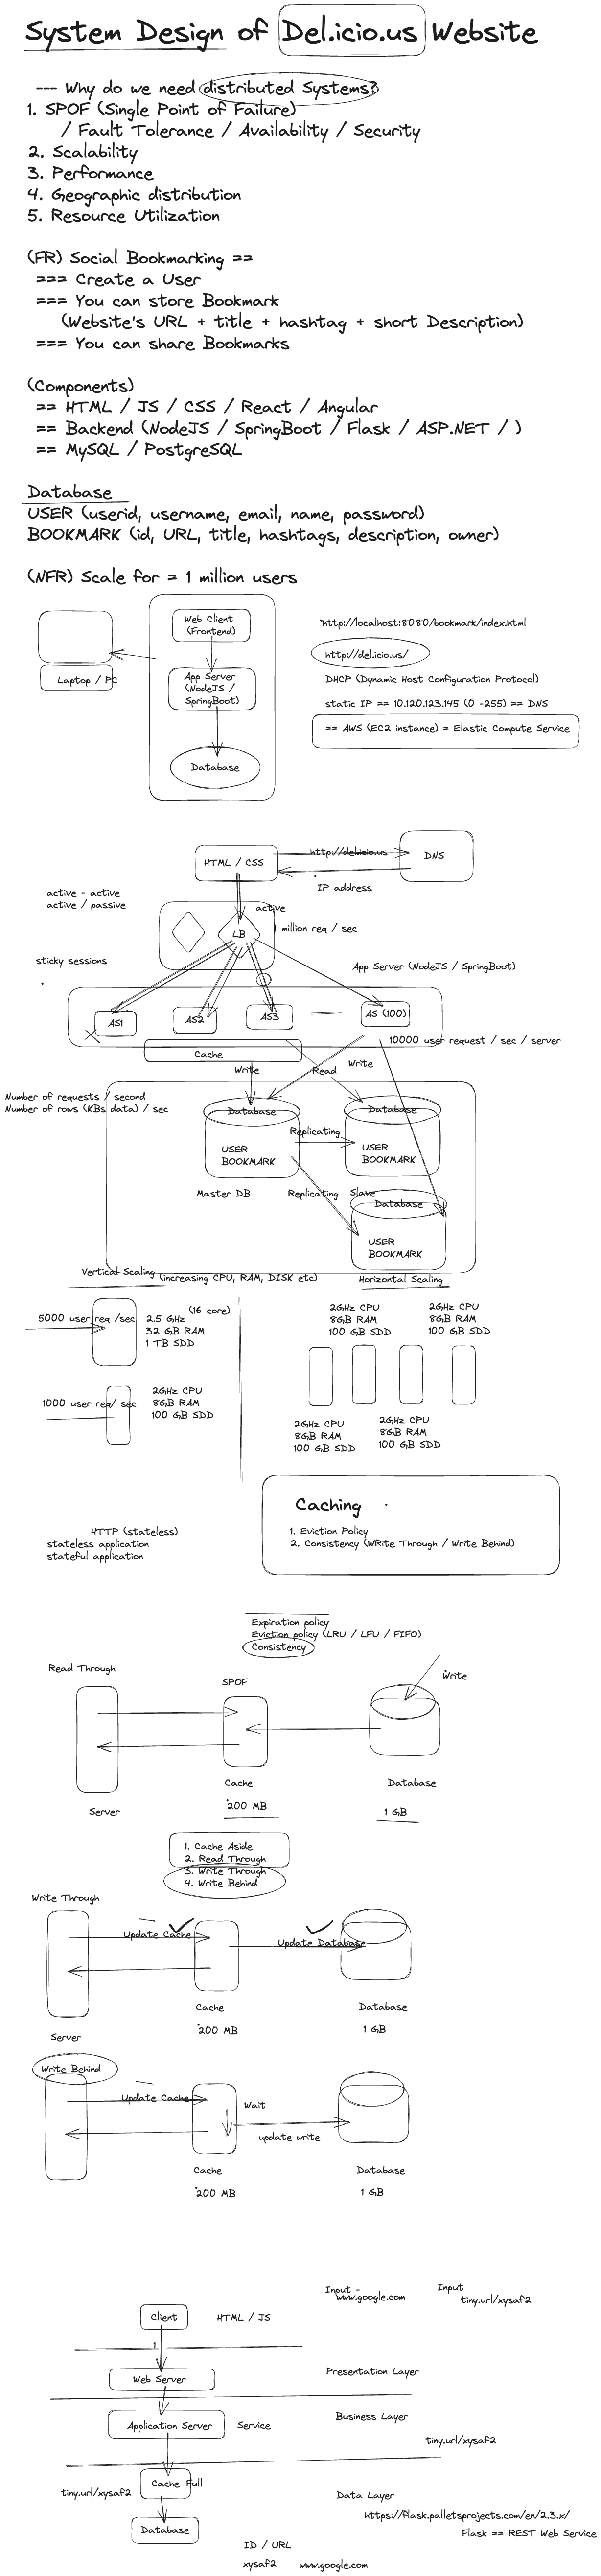 System Design of Del.icio.us Website
--- Why do we need distributed Systems?
1. SPOF (Single Point of Failure)
/ Fault Tolerance / Availability / Security
2. Scalability
3. Performance
4. Geographic distribution
5. Resource Utilization
(FR) Social Bookmarking ==
=== Create a User
=== You can store Bookmark
(Website's URL + title + hashtag + short Description)
=== You can share Bookmarks
(Components)
== HTML / JS / CSS / React / Angular
== Backend (NodeJS / SpringBoot / Flask / ASP.NET / )
== MySQL / PostgreSQL
Database
USER (userid, username, email, name, password)
BOOKMARK (id, URL, title, hashtags, description, owner)
(NFR) Scale for = 1 million users
Laptop / PC
Web Client
(Frontend)
App Server
(NodeJS /
SpringBoot)
Database
http://localhost:8080/bookmark/index.html
http://del.icio.us/
DHCP (Dynamic Host Configuration Protocol)
static IP == 10.120.123.145 (0 -255) == DNS
== AWS (EC2 instance) = Elastic Compute Service
HTML / CSS
http://del.icio.us
DNS
IP address
active - active
active / passive
active
LB
1 million req / sec
sticky sessions
App Server (NodeJS / SpringBoot)
AS1
AS2
AS3
AS (100)
10000 user request / sec / server
Cache
Write
Read
Write
Number of requests / second
Number of rows (KBs data) / sec
Database
USER
BOOKMARK
Master DB
Replicating
Database
USER
BOOKMARK
Replicating
Slave
Database
USER
BOOKMARK
Vertical Scaling (increasing CPU, RAM, DISK etc)
Horizontal Scaling
5000 user req /sec
(16 core)
2.5 GHz
32 GB RAM
1 TB SDD
1000 user req/ sec
2GHz CPU
8GB RAM
100 GB SDD
2GHz CPU
8GB RAM
100 GB SDD
2GHz CPU
8GB RAM
100 GB SDD
2GHz CPU
8GB RAM
100 GB SDD
2GHz CPU
8GB RAM
100 GB SDD
Caching
1. Eviction Policy
2. Consistency (WRite Through / Write Behind)
HTTP (stateless)
stateless application
stateful application
Expiration policy
Eviction policy (LRU / LFU / FIFO)
Consistency
Read Through
SPOF
Write
Server
Cache
200 MB
Database
1 GB
1. Cache Aside
2. Read Through
3. Write Through
4. Write Behind
Write Through
Update Cache
Update Database
Server
Cache
200 MB
Database
1 GB
Write Behind
Update Cache
Wait
update write
Cache
200 MB
Database
1 GB
Input -
www.google.com
Input
tiny.url/xysaf2
Client
HTML / JS
1
Web Server
Presentation Layer
Application Server
Service
Business Layer
tiny.url/xysaf2
tiny.url/xysaf2
Cache Full
Data Layer
https://flask.palletsprojects.com/en/2.3.x/
Flask == REST Web Service
Database
ID / URL
xysaf2 www.google.com